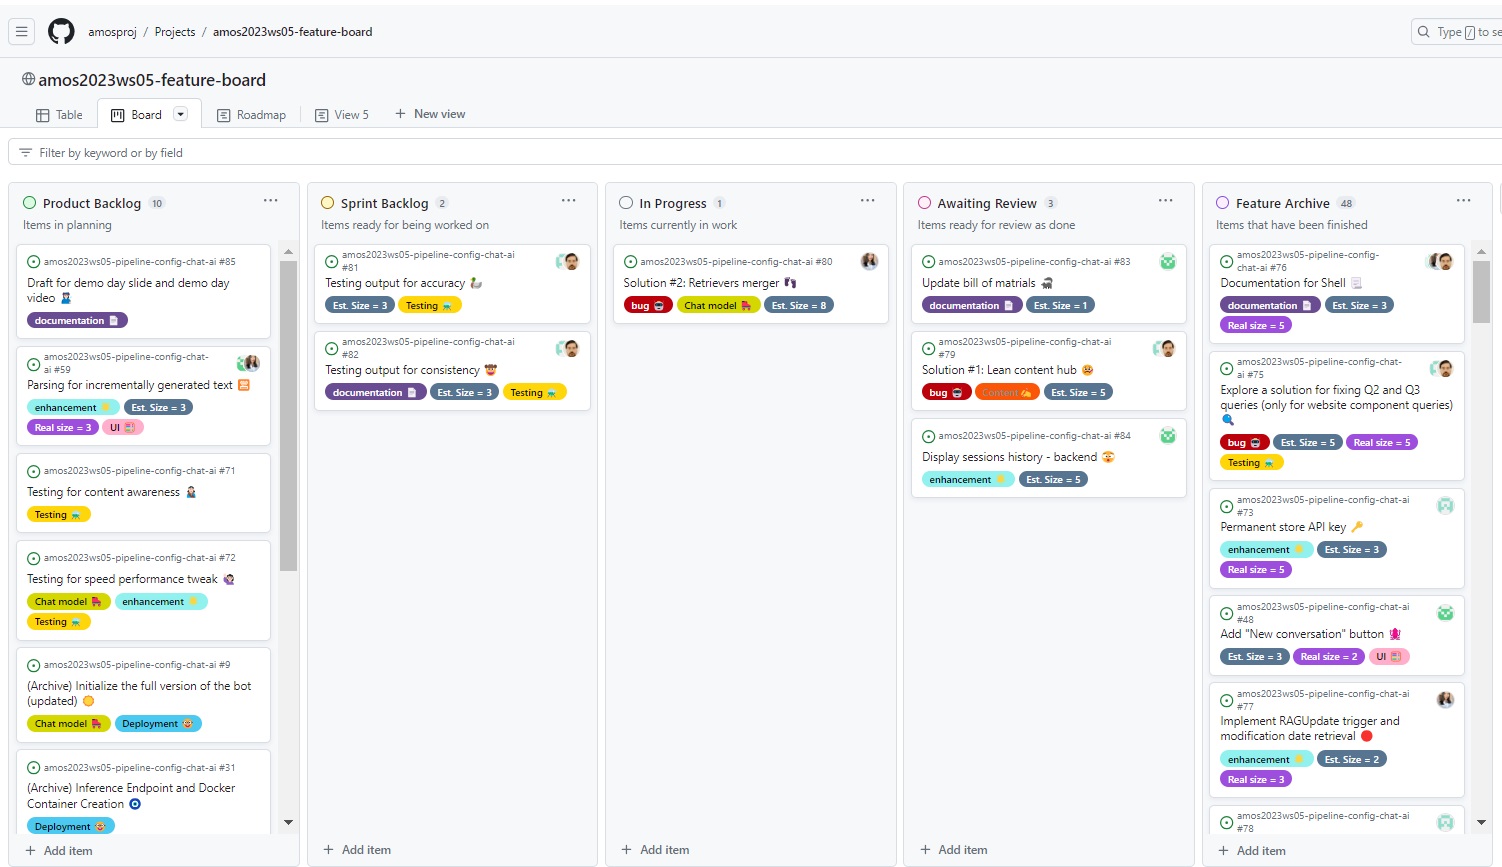 amosproj / Projects / amos2023ws05-feature-board
Type / to se
amos2023ws05-feature-board
Table
Board
Roadmap
View 5
+ New view
Filter by keyword or by field
Product Backlog 10
Items in planning
amos2023ws05-pipeline-config-chat-ai #85
Draft for demo day slide and demo day
video
documentation
amos2023ws05-pipeline-config-chat-
ai #59
Parsing for incrementally generated text
enhancement Est. Size = 3
Real size = 3 UI
amos2023ws05-pipeline-config-chat-ai #71
Testing for content awareness
Testing
amos2023ws05-pipeline-config-chat-ai #72
Testing for speed performance tweak
Chat model enhancement
Testing
amos2023ws05-pipeline-config-chat-ai #9
(Archive) Initialize the full version of the bot
(updated)
Chat model Deployment
amos2023ws05-pipeline-config-chat-ai #31
(Archive) Inference Endpoint and Docker
Container Creation
Deployment
+ Add item
Sprint Backlog 2
Items ready for being worked on
amos2023ws05-pipeline-config-chat-ai
#81
Testing output for accuracy
Est. Size = 3 Testing
amos2023ws05-pipeline-config-chat-ai
#82
Testing output for consistency
documentation Est. Size = 3 Testing
+ Add item
In Progress 1
Items currently in work
amos2023ws05-pipeline-config-chat-ai #80
Solution #2: Retrievers merger
bug Chat model Est. Size = 8
+ Add item
Awaiting Review 3
Items ready for review as done
amos2023ws05-pipeline-config-chat-ai #83
Update bill of matrials
documentation Est. Size = 1
amos2023ws05-pipeline-config-chat-ai
#79
Solution #1: Lean content hub
bug Content Est. Size = 5
amos2023ws05-pipeline-config-chat-ai #84
Display sessions history - backend
enhancement Est. Size = 5
+ Add item
Feature Archive 48
Items that have been finished
amos2023ws05-pipeline-config-
chat-ai #76
Documentation for Shell
documentation Est. Size = 3
Real size = 5
amos2023ws05-pipeline-config-chat-
ai #75
Explore a solution for fixing Q2 and Q3
queries (only for website component queries)
bug Est. Size = 5 Real size = 5
Testing
amos2023ws05-pipeline-config-chat-ai
#73
Permanent store API key
enhancement Est. Size = 3
Real size = 5
amos2023ws05-pipeline-config-chat-ai
#48
Add "New conversation" button
Est. Size = 3 Real size = 2 UI
amos2023ws05-pipeline-config-chat-ai
#77
Implement RAGUpdate trigger and
modification date retrieval
enhancement Est. Size = 2
Real size = 3
amos2023ws05-pipeline-config-chat-ai
#78
+ Add item